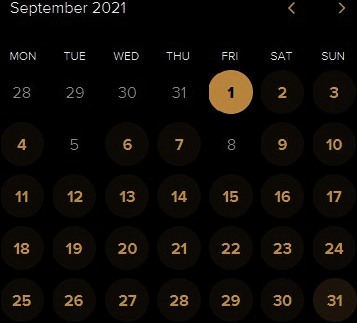 September 2021 < >
MON TUE WED THU FRI SAT SUN
28 29 30 31 1 2 3
4 5 6 7 8 9 10
11 12 13 14 15 16 17
18 19 20 21 22 23 24
25 26 27 28 29 30 31